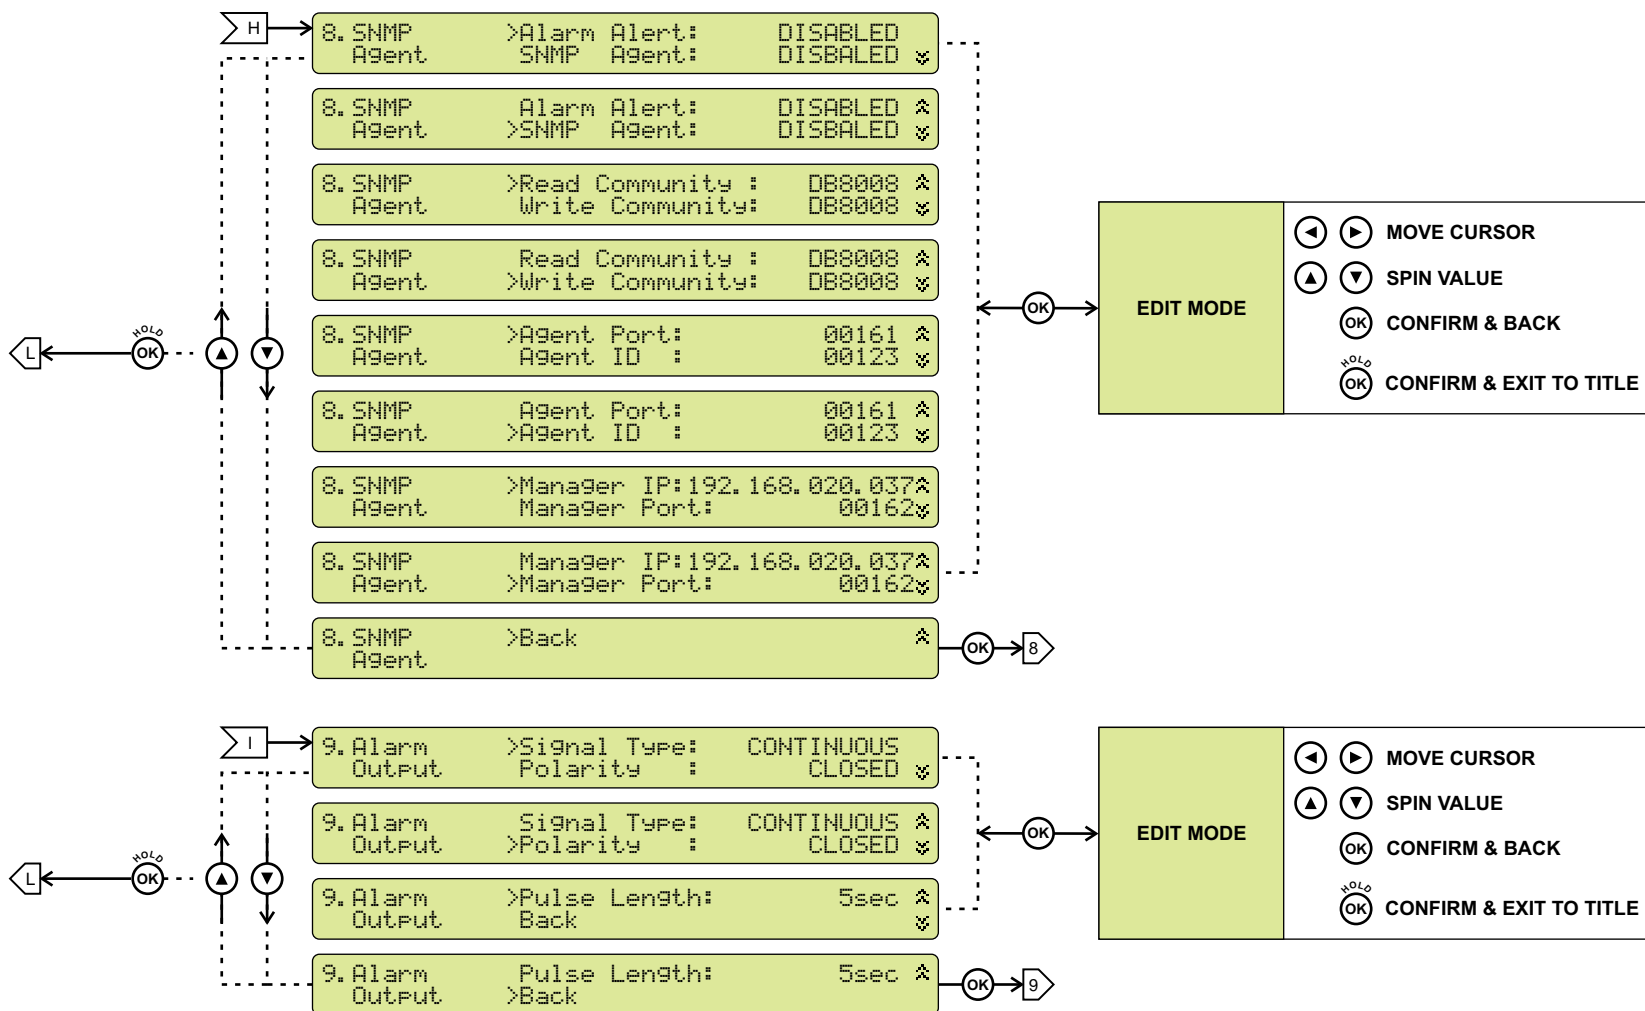 H
8. SNMP >Alarm Alert: DISABLED
Agent SNMP Agent: DISBALED
8. SNMP Alarm Alert: DISABLED
Agent >SNMP Agent: DISBALED
8. SNMP >Read Community : DB8008
Agent Write Community: DB8008
8. SNMP Read Community : DB8008
Agent >Write Community: DB8008
8. SNMP >Agent Port: 00161
Agent Agent ID : 00123
8. SNMP Agent Port: 00161
Agent >Agent ID : 00123
8. SNMP >Manager IP:192.168.020.037
Agent Manager Port: 00162
8. SNMP Manager IP:192.168.020.037
Agent >Manager Port: 00162
8. SNMP >Back
Agent
OK
8
L
HOLD
OK
OK
EDIT MODE
MOVE CURSOR
SPIN VALUE
OK CONFIRM & BACK
HOLD
OK CONFIRM & EXIT TO TITLE
I
9. Alarm >Signal Type: CONTINUOUS
Output Polarity : CLOSED
9. Alarm Signal Type: CONTINUOUS
Output >Polarity : CLOSED
9. Alarm >Pulse Length: 5sec
Output Back
9. Alarm Pulse Length: 5sec
Output >Back
OK
9
L
HOLD
OK
OK
EDIT MODE
MOVE CURSOR
SPIN VALUE
OK CONFIRM & BACK
HOLD
OK CONFIRM & EXIT TO TITLE